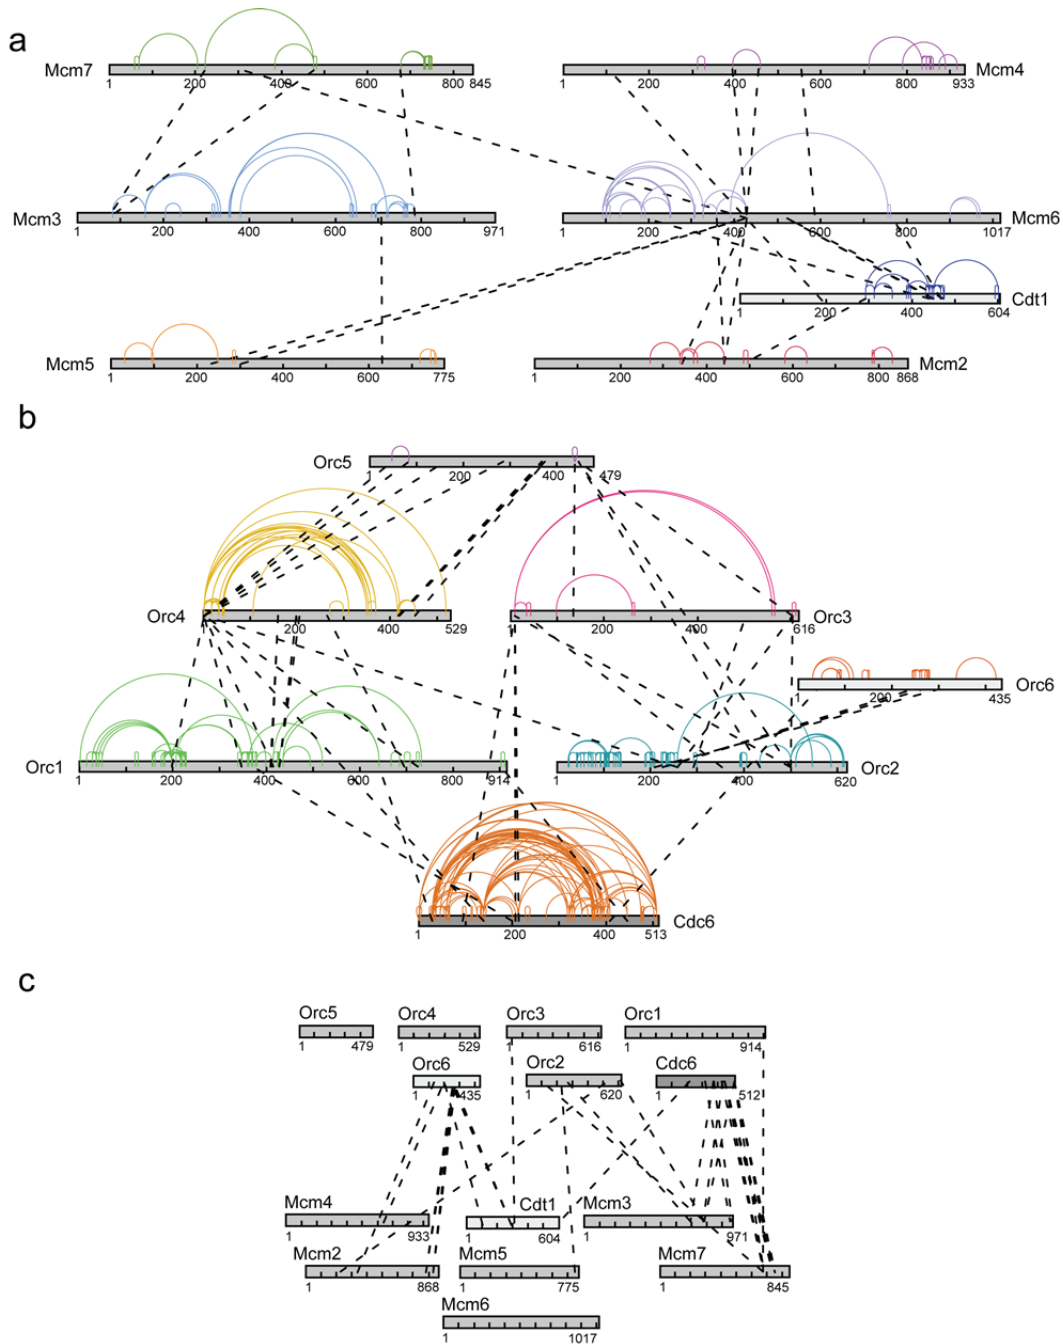 a
Mcm7
200 400 600 800 845
Mcm4
1 200 400 600 800 933
Mcm3
1 200 400 600 800 971
Mcm6
1 200 400 600 800 1017
Cdt1
1 200 400 604
Mcm5
1 200 400 600 775
Mcm2
1 200 400 600 800 868
b
Orc5
1 200 400 479
Orc4
1 200 400 529
Orc3
1 200 400 616
Orc6
1 200 435
Orc1
1 200 400 600 800 914
Orc2
1 200 400 620
Cdc6
1 200 400 513
c
Orc5 Orc4 Orc3 Orc1
1 479 1 529 1 616 1 914
Orc6 Orc2 Cdc6
1 435 1 620 1 512
Mcm4 Cdt1 Mcm3
1 933 1 604 1 971
Mcm2 Mcm5 Mcm7
1 868 1 775 1 845
Mcm6
1 1017